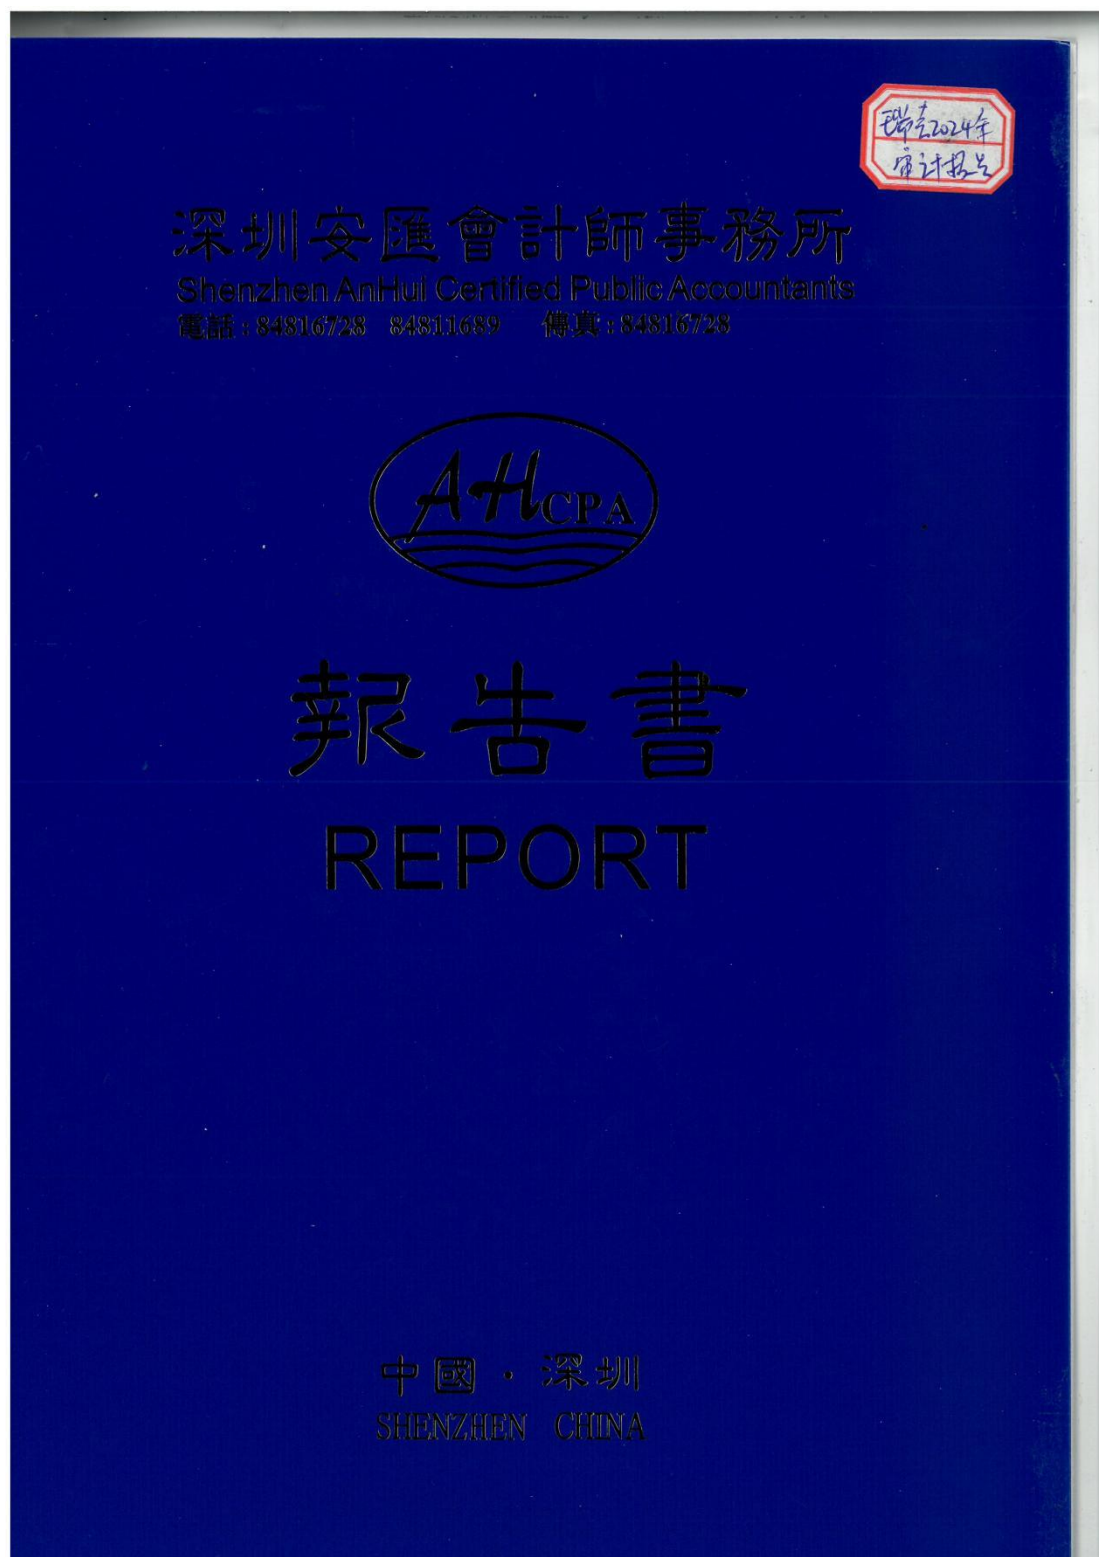 瑞吉2024年
审计报告
深圳安匯會計師事務所
Shenzhen AnHui Certified Public Accountants
電話：84816728 84811689 傳真：84816728
AHCPA
報告書
REPORT
中國·深圳
SHENZHEN CHINA